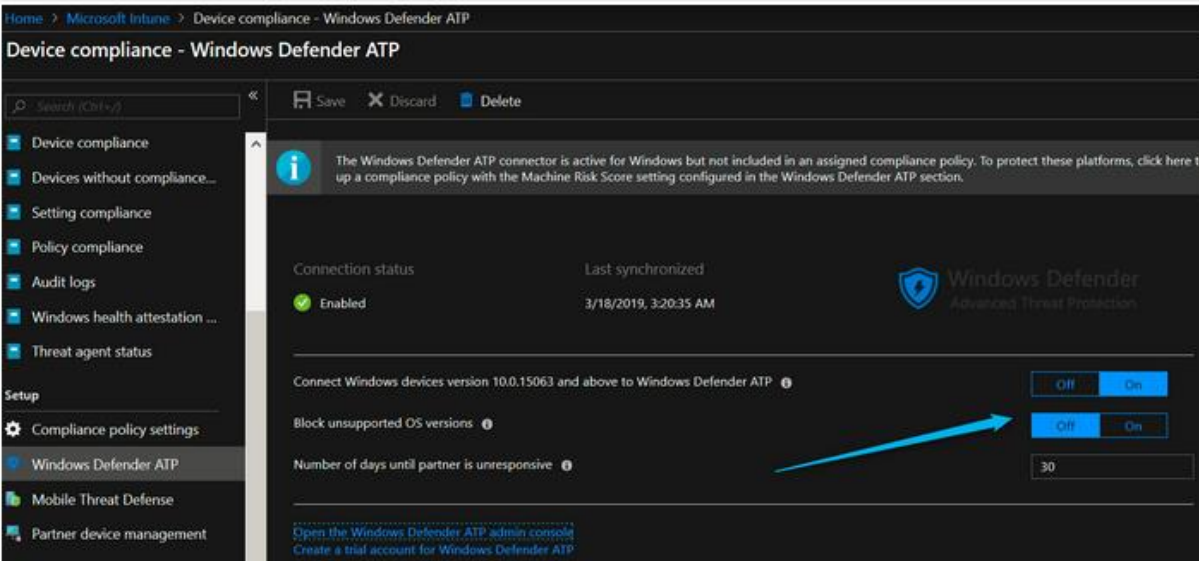 Home > Microsoft Intune > Device compliance - Windows Defender ATP
Device compliance - Windows Defender ATP
Search (Ctrl+/)
Save Discard Delete
Device compliance
Devices without compliance...
Setting compliance
Policy compliance
Audit logs
Windows health attestation ...
Threat agent status
Setup
Compliance policy settings
Windows Defender ATP
Mobile Threat Defense
Partner device management
The Windows Defender ATP connector is active for Windows but not included in an assigned compliance policy. To protect these platforms, click here t
up a compliance policy with the Machine Risk Score setting configured in the Windows Defender ATP section.
Connection status
Enabled
Last synchronized
3/18/2019, 3:20:35 AM
Windows Defender
Advanced Threat Protection
Connect Windows devices version 10.0.15063 and above to Windows Defender ATP Off On
Block unsupported OS versions Off On
Number of days until partner is unresponsive 30
Open the Windows Defender ATP admin console
Create a trial account for Windows Defender ATP